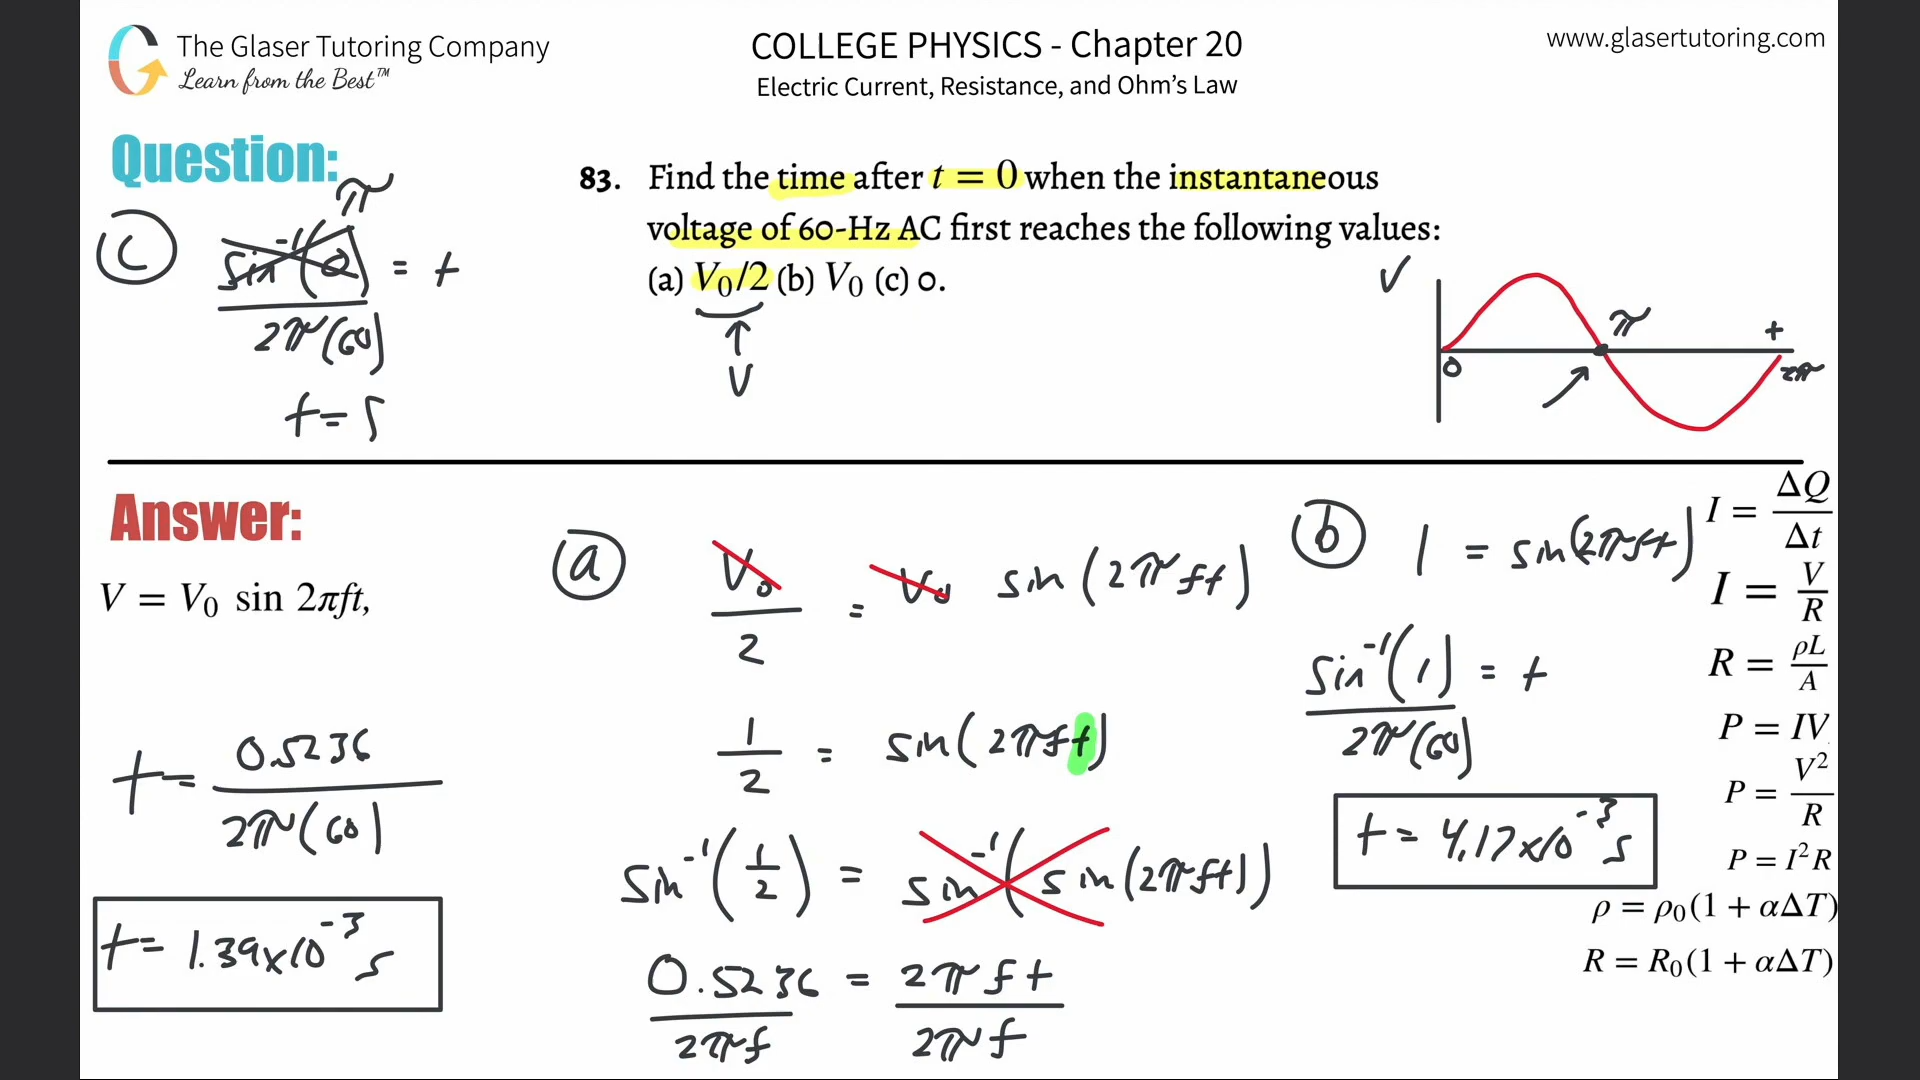 The Glaser Tutoring Company
Learn from the Best™
COLLEGE PHYSICS - Chapter 20
Electric Current, Resistance, and Ohm's Law
www.glasertutoring.com
Question:
83. Find the time after t = 0 when the instantaneous
voltage of 60-Hz AC first reaches the following values:
(a) V₀/2 (b) V₀ (c) 0.
↑
V
ⓒ sin⁻¹(0) / 2π(60) = t
π
t = 5
V
0
π
t
2π
Answer:
V = V₀ sin 2πft,
t = 0.5236 / 2π(60)
t = 1.39x10⁻³ s
ⓐ V₀/2 = V₀ sin(2πft)
1/2 = sin(2πft)
sin⁻¹(1/2) = sin⁻¹(sin(2πft))
0.5236 / 2πf = 2πft / 2πf
ⓑ 1 = sin(2πft)
sin⁻¹(1) / 2π(60) = t
t = 4.17x10⁻³ s
I = ΔQ/Δt
I = V/R
R = ρL/A
P = IV
P = V²/R
P = I²R
ρ = ρ₀(1 + αΔT)
R = R₀(1 + αΔT)